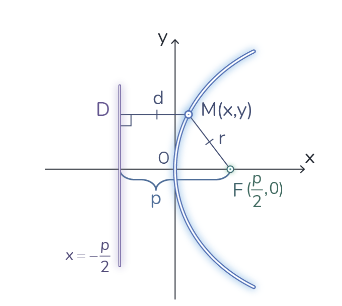 y
d
D
M(x,y)
r
0
x
p
F(p/2,0)
x=-p/2